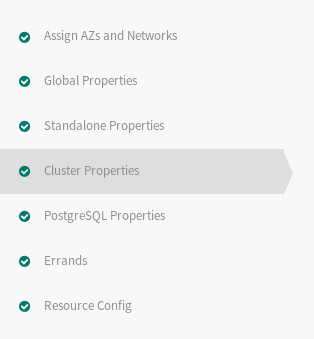 Assign AZs and Networks
Global Properties
Standalone Properties
Cluster Properties
PostgreSQL Properties
Errands
Resource Config